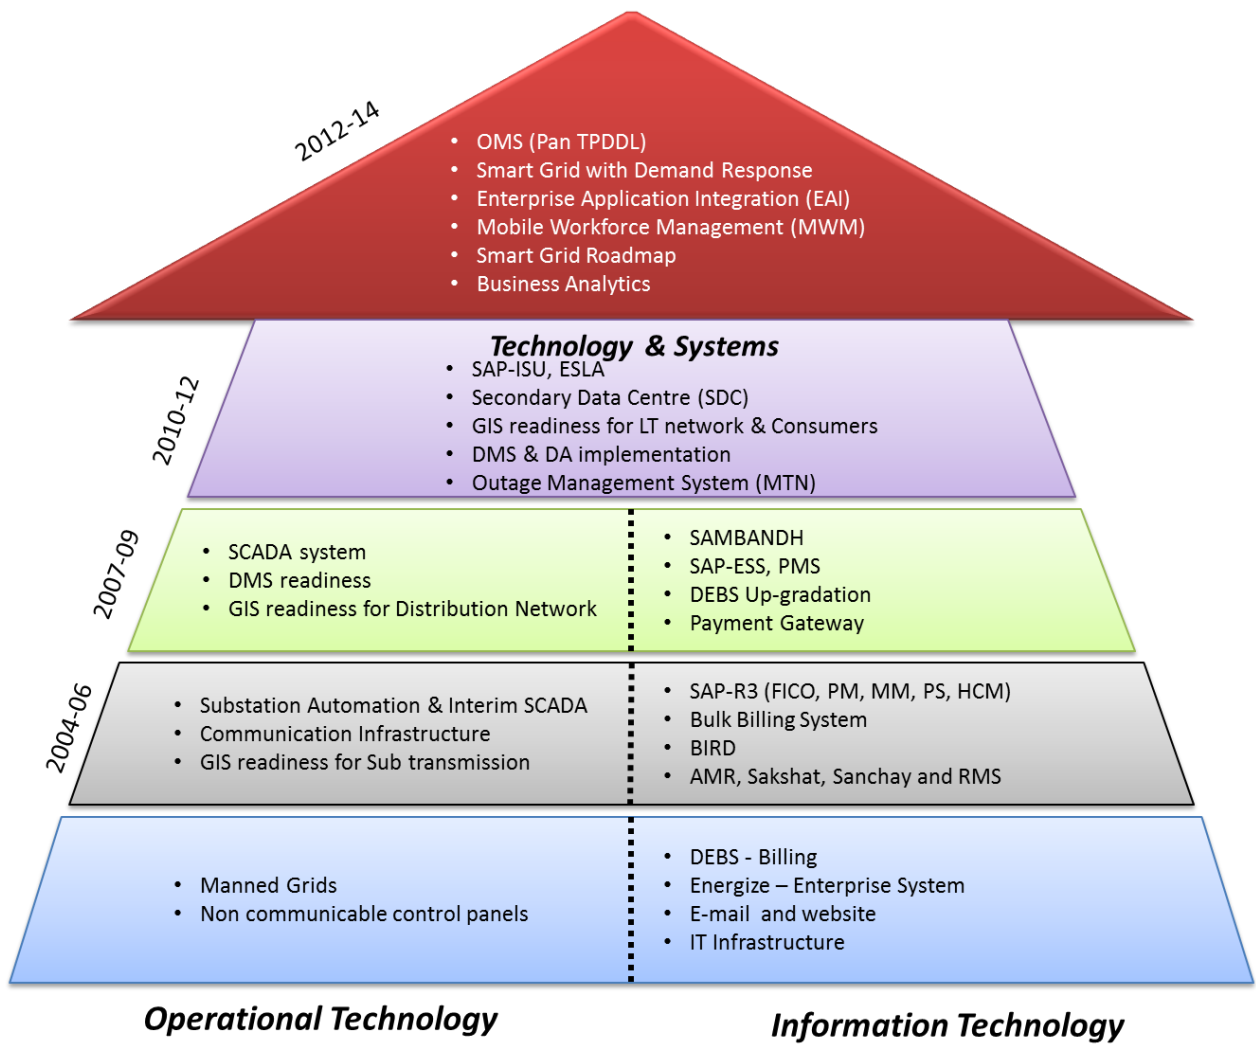 2012-14
• OMS (Pan TPDDL)
• Smart Grid with Demand Response
• Enterprise Application Integration (EAI)
• Mobile Workforce Management (MWM)
• Smart Grid Roadmap
• Business Analytics
2010-12
Technology & Systems
• SAP-ISU, ESLA
• Secondary Data Centre (SDC)
• GIS readiness for LT network & Consumers
• DMS & DA implementation
• Outage Management System (MTN)
2007-09
• SCADA system
• DMS readiness
• GIS readiness for Distribution Network
• SAMBANDH
• SAP-ESS, PMS
• DEBS Up-gradation
• Payment Gateway
2004-06
• Substation Automation & Interim SCADA
• Communication Infrastructure
• GIS readiness for Sub transmission
• SAP-R3 (FICO, PM, MM, PS, HCM)
• Bulk Billing System
• BIRD
• AMR, Sakshat, Sanchay and RMS
• Manned Grids
• Non communicable control panels
• DEBS - Billing
• Energize – Enterprise System
• E-mail and website
• IT Infrastructure
Operational Technology
Information Technology